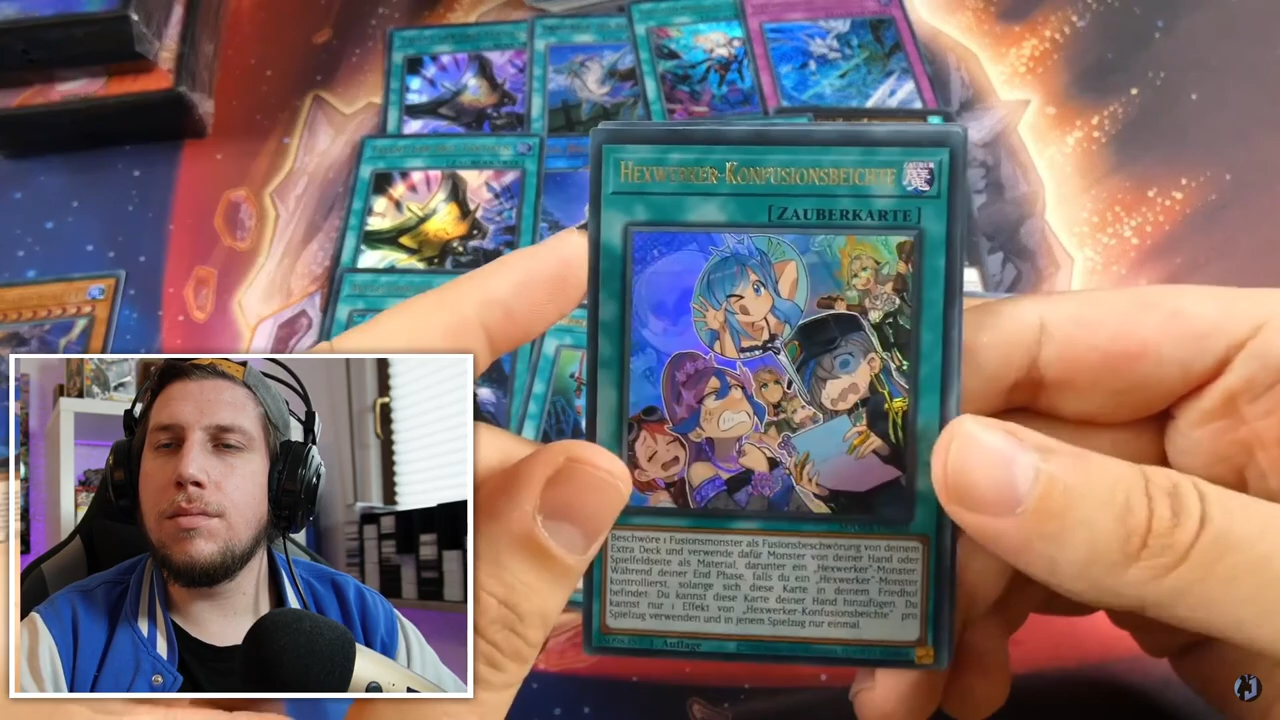 HEXWERKER-KONFUSIONSBEICHTE
ZAUBER
魔
[ZAUBERKARTE]
Beschwöre 1 Fusionsmonster als Fusionsbeschwörung von deinem
Extra Deck und verwende dafür Monster von deiner Hand oder
Spielfeldseite als Material, darunter ein „Hexwerker“-Monster.
Während deiner End Phase, falls du ein „Hexwerker“-Monster
kontrollierst, solange sich diese Karte in deinem Friedhof
befindet: Du kannst diese Karte deiner Hand hinzufügen. Du
kannst nur 1 Effekt von „Hexwerker-Konfusionsbeichte“ pro
Spielzug verwenden und in jenem Spielzug nur einmal.
1. Auflage